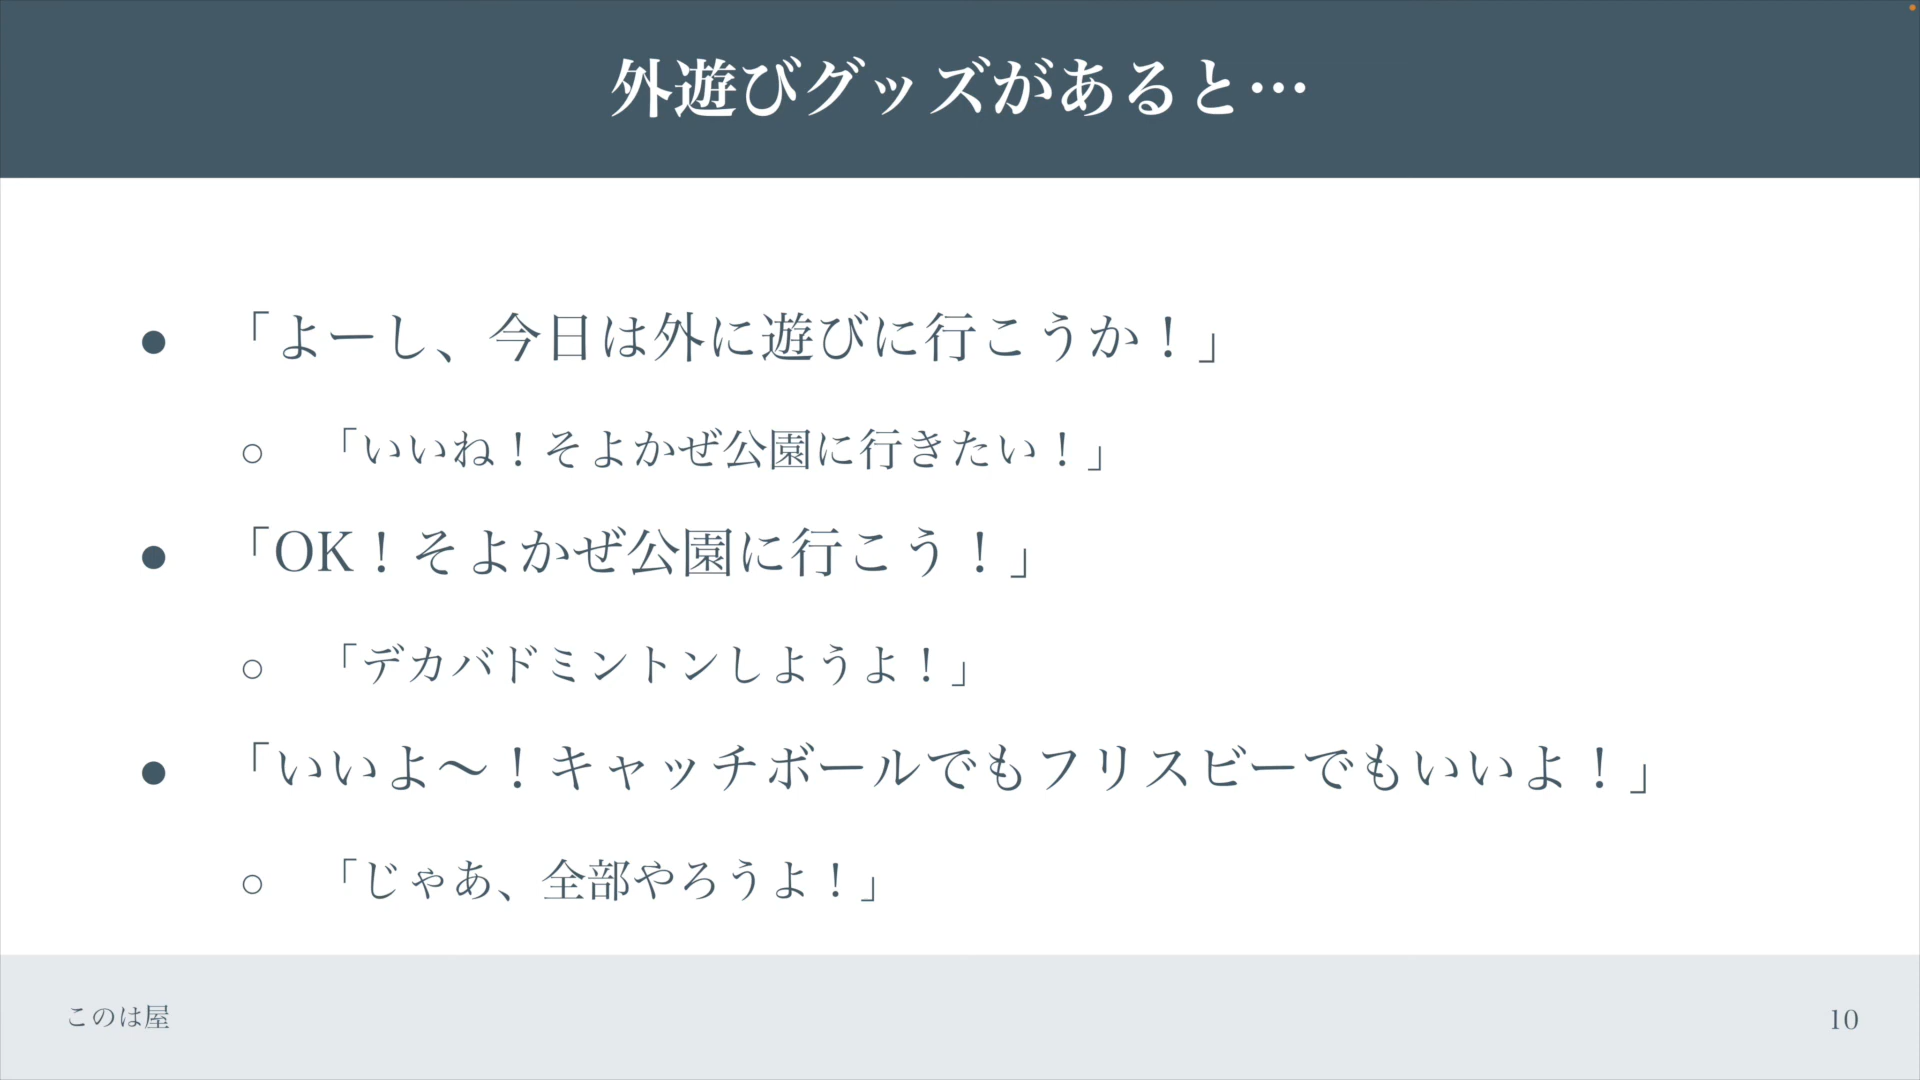 外遊びグッズがあると…
● 「よーし、今日は外に遊びに行こうか！」
○ 「いいね！そよかぜ公園に行きたい！」
● 「OK！そよかぜ公園に行こう！」
○ 「デカバドミントンしようよ！」
● 「いいよ〜！キャッチボールでもフリスビーでもいいよ！」
○ 「じゃあ、全部やろうよ！」
このは屋
10